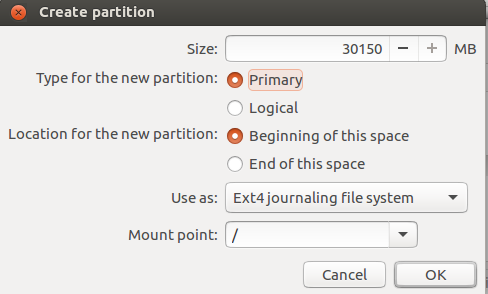 Create partition
Size: 30150 MB
Type for the new partition: Primary
Logical
Location for the new partition: Beginning of this space
End of this space
Use as: Ext4 journaling file system
Mount point: /
Cancel OK